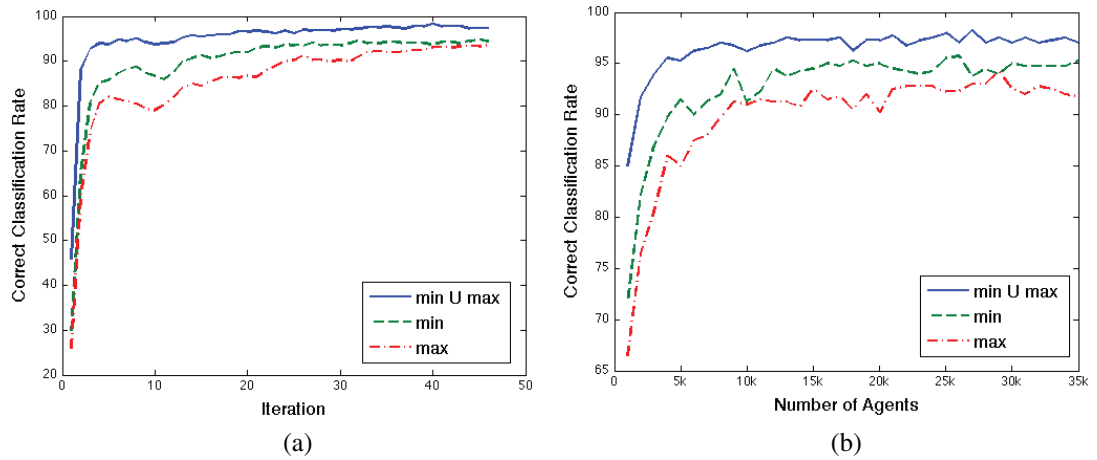 100
90
80
70
60
50
40
30
20
0
10
20
30
40
50
Correct Classification Rate
Iteration
min U max
min
max
(a)
100
95
90
85
80
75
70
65
0
5k
10k
15k
20k
25k
30k
35k
Correct Classification Rate
Number of Agents
min U max
min
max
(b)